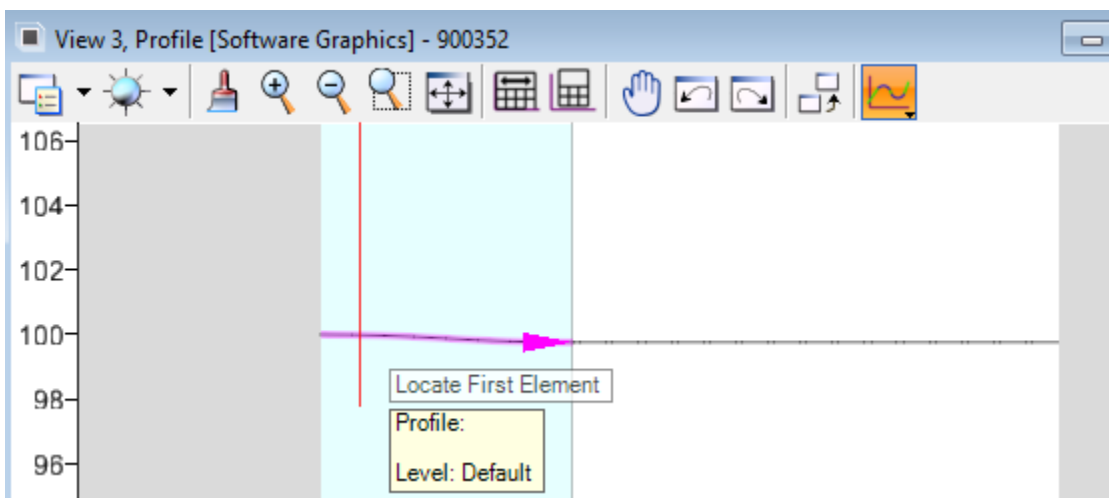 View 3, Profile [Software Graphics] - 900352
106
104
102
100
98
96
Locate First Element
Profile:
Level: Default